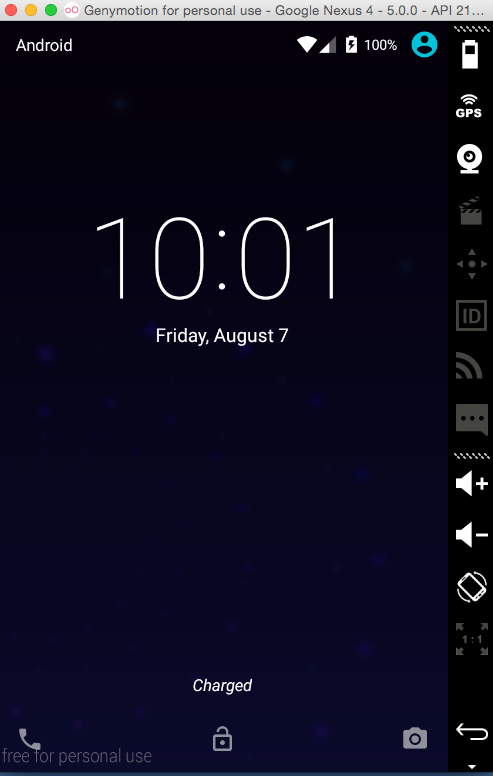 Genymotion for personal use - Google Nexus 4 - 5.0.0 - API 21...
Android
100%
GPS
10:01
Friday, August 7
ID
1:1
Charged
free for personal use